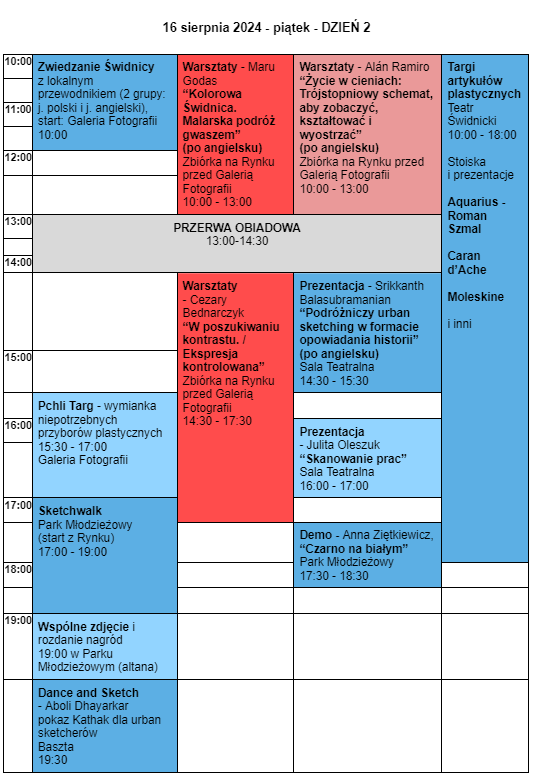 16 sierpnia 2024 - piątek - DZIEŃ 2
10:00
11:00
12:00
13:00
14:00
15:00
16:00
17:00
18:00
19:00
Zwiedzanie Świdnicy
z lokalnym
przewodnikiem (2 grupy:
j. polski i j. angielski),
start: Galeria Fotografii
10:00
Warsztaty - Maru
Godas
“Kolorowa
Świdnica.
Malarska podróż
gwaszem”
(po angielsku)
Zbiórka na Rynku
przed Galerią
Fotografii
10:00 - 13:00
Warsztaty - Alán Ramiro
“Życie w cieniach:
Trójstopniowy schemat,
aby zobaczyć,
kształtować i
wyostrzać”
(po angielsku)
Zbiórka na Rynku przed
Galerią Fotografii
10:00 - 13:00
Targi
artykułów
plastycznych
Teatr
Świdnicki
10:00 - 18:00
Stoiska
i prezentacje
Aquarius -
Roman
Szmal
Caran
d’Ache
Moleskine
i inni
PRZERWA OBIADOWA
13:00-14:30
Warsztaty
- Cezary
Bednarczyk
“W poszukiwaniu
kontrastu. /
Ekspresja
kontrolowana”
Zbiórka na Rynku
przed Galerią
Fotografii
14:30 - 17:30
Prezentacja - Srikkanth
Balasubramanian
“Podróżniczy urban
sketching w formacie
opowiadania historii”
(po angielsku)
Sala Teatralna
14:30 - 15:30
Pchli Targ - wymianka
niepotrzebnych
przyborów plastycznych
15:30 - 17:00
Galeria Fotografii
Prezentacja
- Julita Oleszuk
“Skanowanie prac”
Sala Teatralna
16:00 - 17:00
Sketchwalk
Park Młodzieżowy
(start z Rynku)
17:00 - 19:00
Demo - Anna Ziętkiewicz,
“Czarno na białym”
Park Młodzieżowy
17:30 - 18:30
Wspólne zdjęcie i
rozdanie nagród
19:00 w Parku
Młodzieżowym (altana)
Dance and Sketch
- Aboli Dhayarkar
pokaz Kathak dla urban
sketcherów
Baszta
19:30